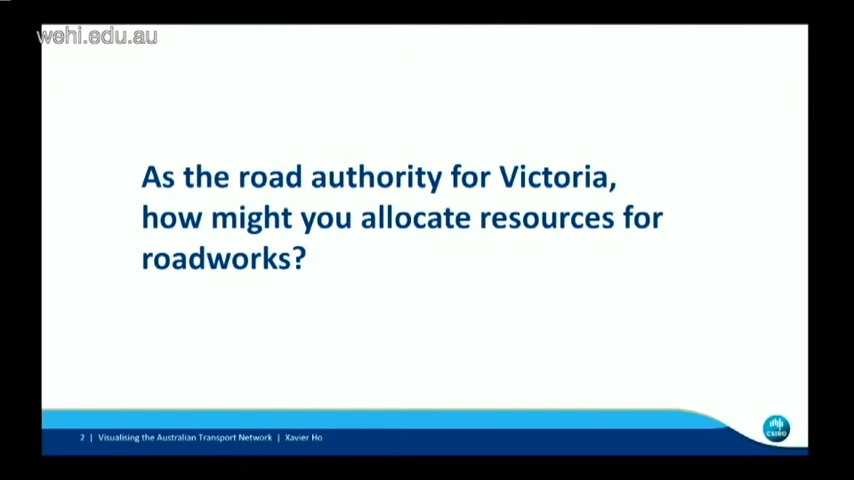 wehi.edu.au
As the road authority for Victoria,
how might you allocate resources for
roadworks?
2 | Visualising the Australian Transport Network | Xavier Ho
CSIRO